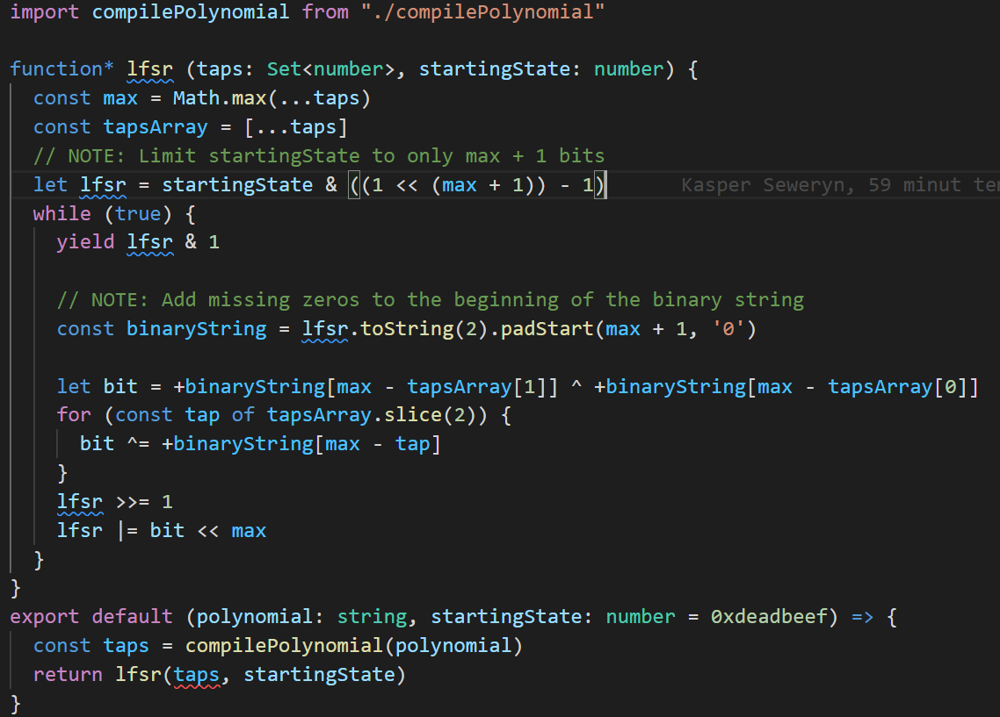 import compilePolynomial from "./compilePolynomial"
function* lfsr (taps: Set<number>, startingState: number) {
const max = Math.max(...taps)
const tapsArray = [...taps]
// NOTE: Limit startingState to only max + 1 bits
let lfsr = startingState & ((1 << (max + 1)) - 1) Kasper Seweryn, 59 minut
while (true) {
yield lfsr & 1
// NOTE: Add missing zeros to the beginning of the binary string
const binaryString = lfsr.toString(2).padStart(max + 1, '0')
let bit = +binaryString[max - tapsArray[1]] ^ +binaryString[max - tapsArray[0]]
for (const tap of tapsArray.slice(2)) {
bit ^= +binaryString[max - tap]
}
lfsr >>= 1
lfsr |= bit << max
}
}
export default (polynomial: string, startingState: number = 0xdeadbeef) => {
const taps = compilePolynomial(polynomial)
return lfsr(taps, startingState)
}